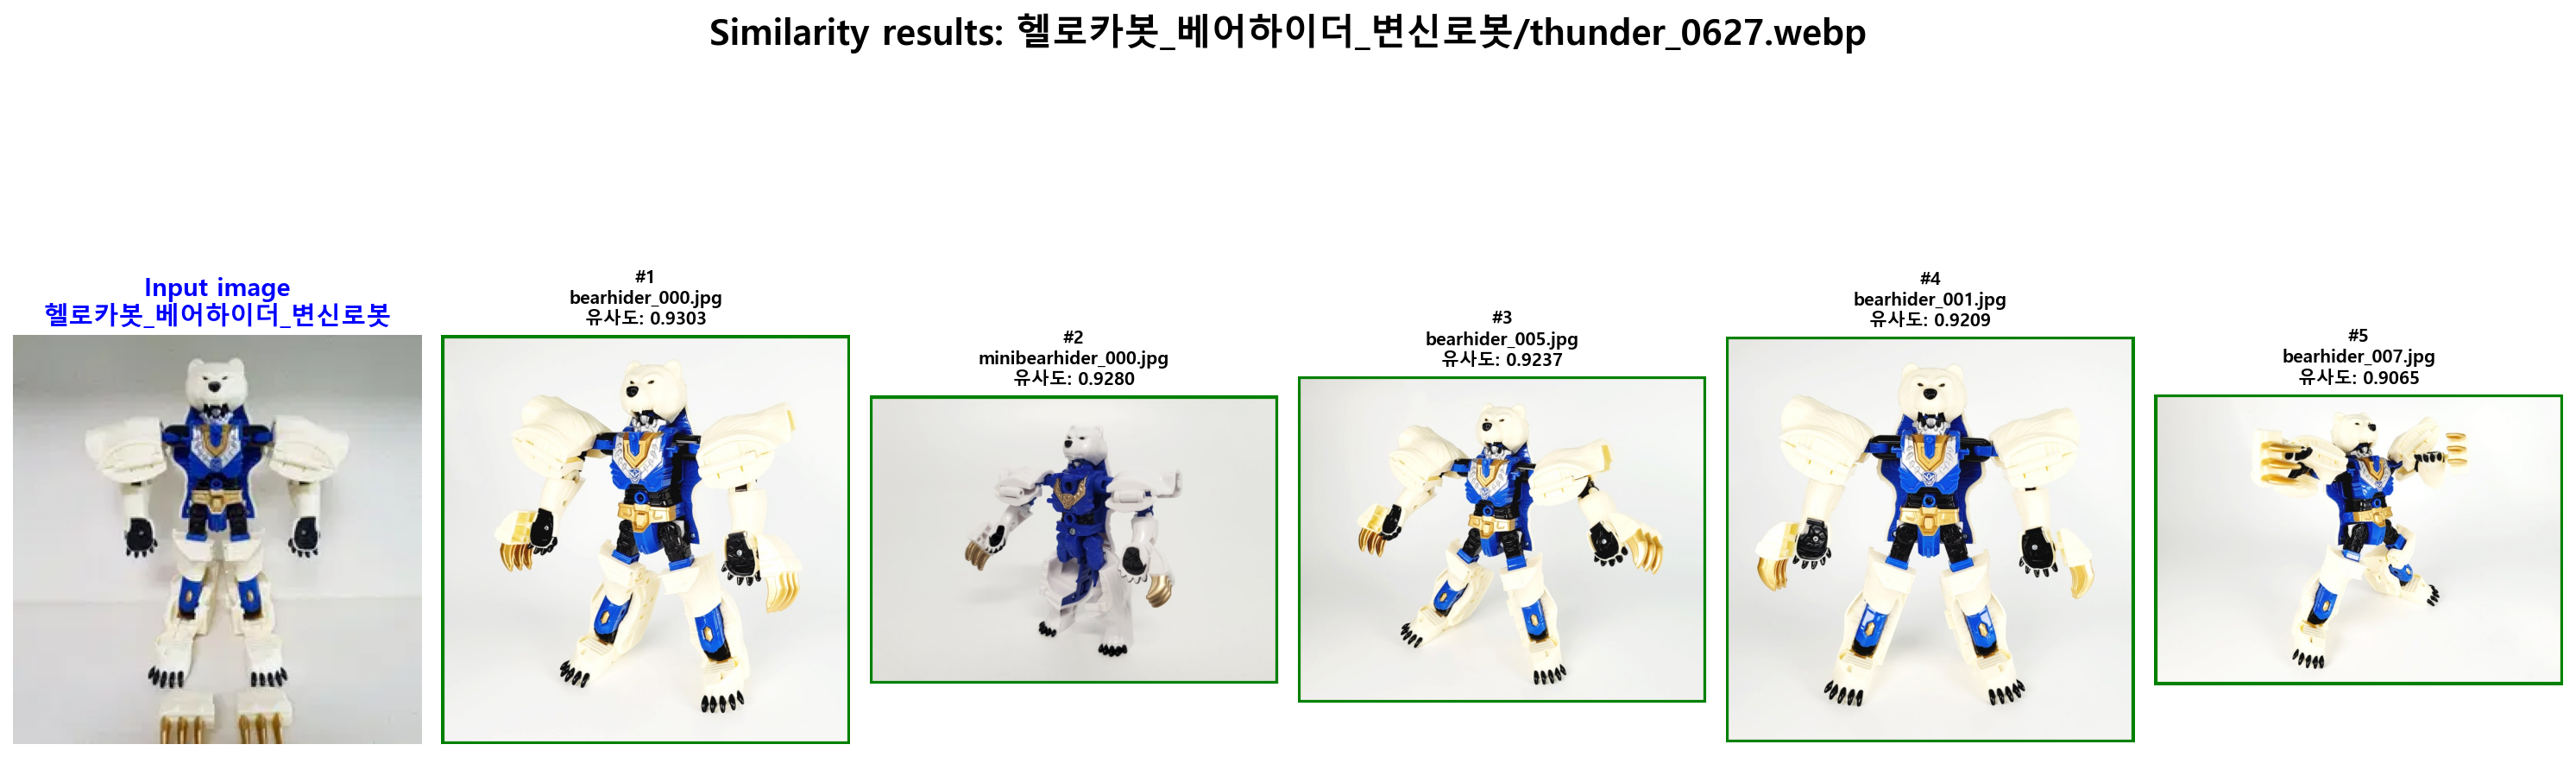 Similarity results: 헬로카봇_베어하이더_변신로봇/thunder_0627.webp
Input image
헬로카봇_베어하이더_변신로봇
#1
bearhider_000.jpg
유사도: 0.9303
#2
minibearhider_000.jpg
유사도: 0.9280
#3
bearhider_005.jpg
유사도: 0.9237
#4
bearhider_001.jpg
유사도: 0.9209
#5
bearhider_007.jpg
유사도: 0.9065